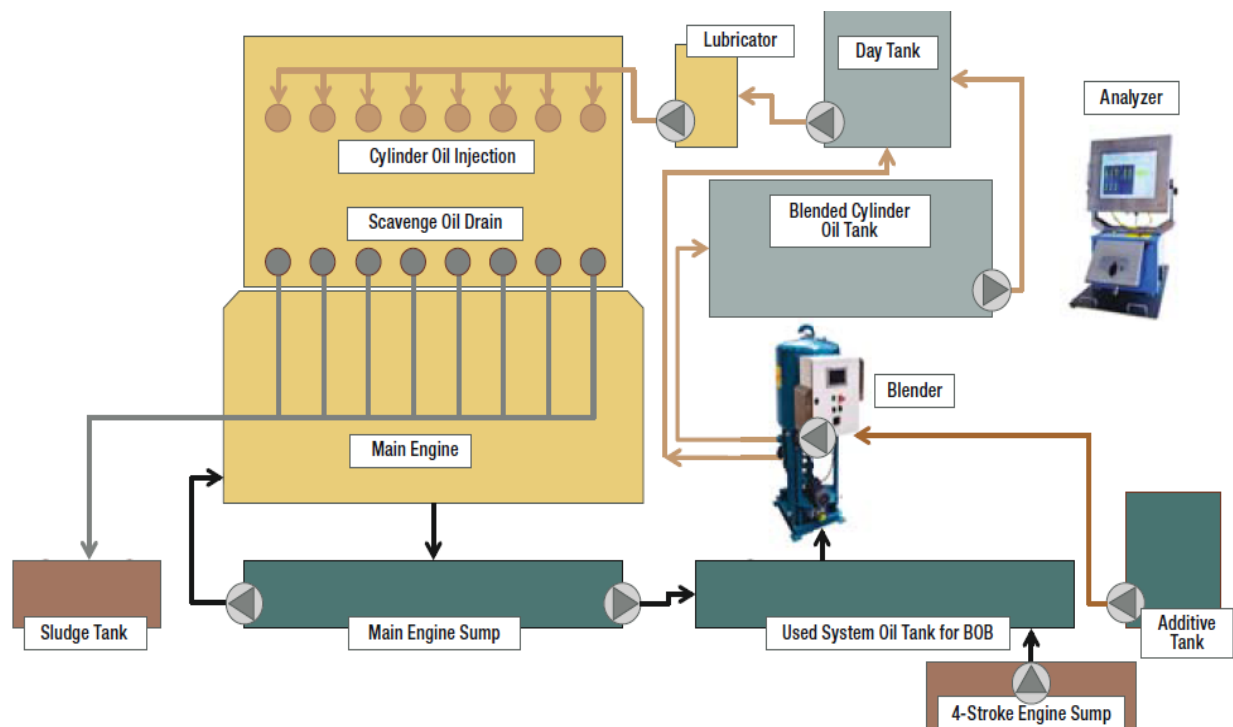 Lubricator
Day Tank
Analyzer
Cylinder Oil Injection
Scavenge Oil Drain
Blended Cylinder
Oil Tank
Blender
Main Engine
Sludge Tank
Main Engine Sump
Used System Oil Tank for BOB
Additive
Tank
4-Stroke Engine Sump